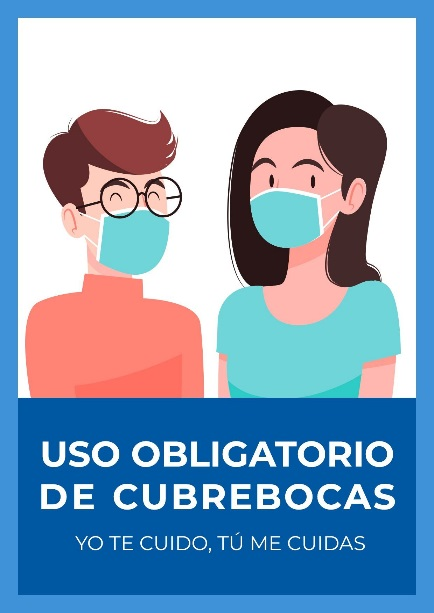 USO OBLIGATORIO
DE CUBREBOCAS
YO TE CUIDO, TÚ ME CUIDAS